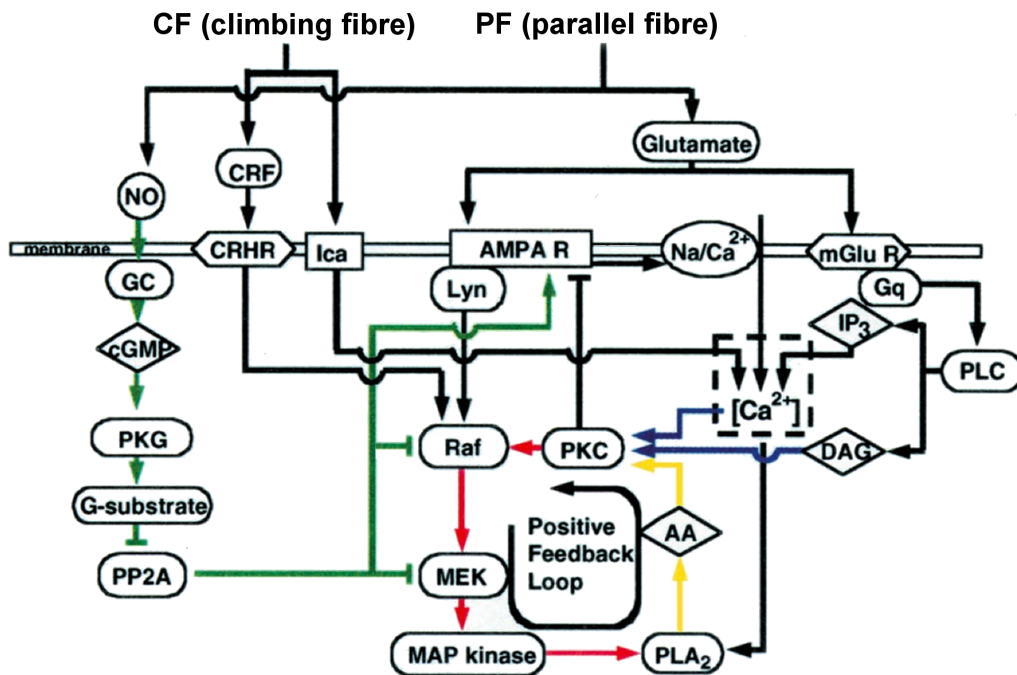 CF (climbing fibre) PF (parallel fibre)
Glutamate
CRF
NO
membrane
CRHR
Ica
AMPA R
Na/Ca2+
mGlu R
GC
Lyn
Gq
IP3
cGMP
PLC
[Ca2+]
PKG
Raf
PKC
DAG
G-substrate
Positive
Feedback
Loop
AA
PP2A
MEK
MAP kinase
PLA2